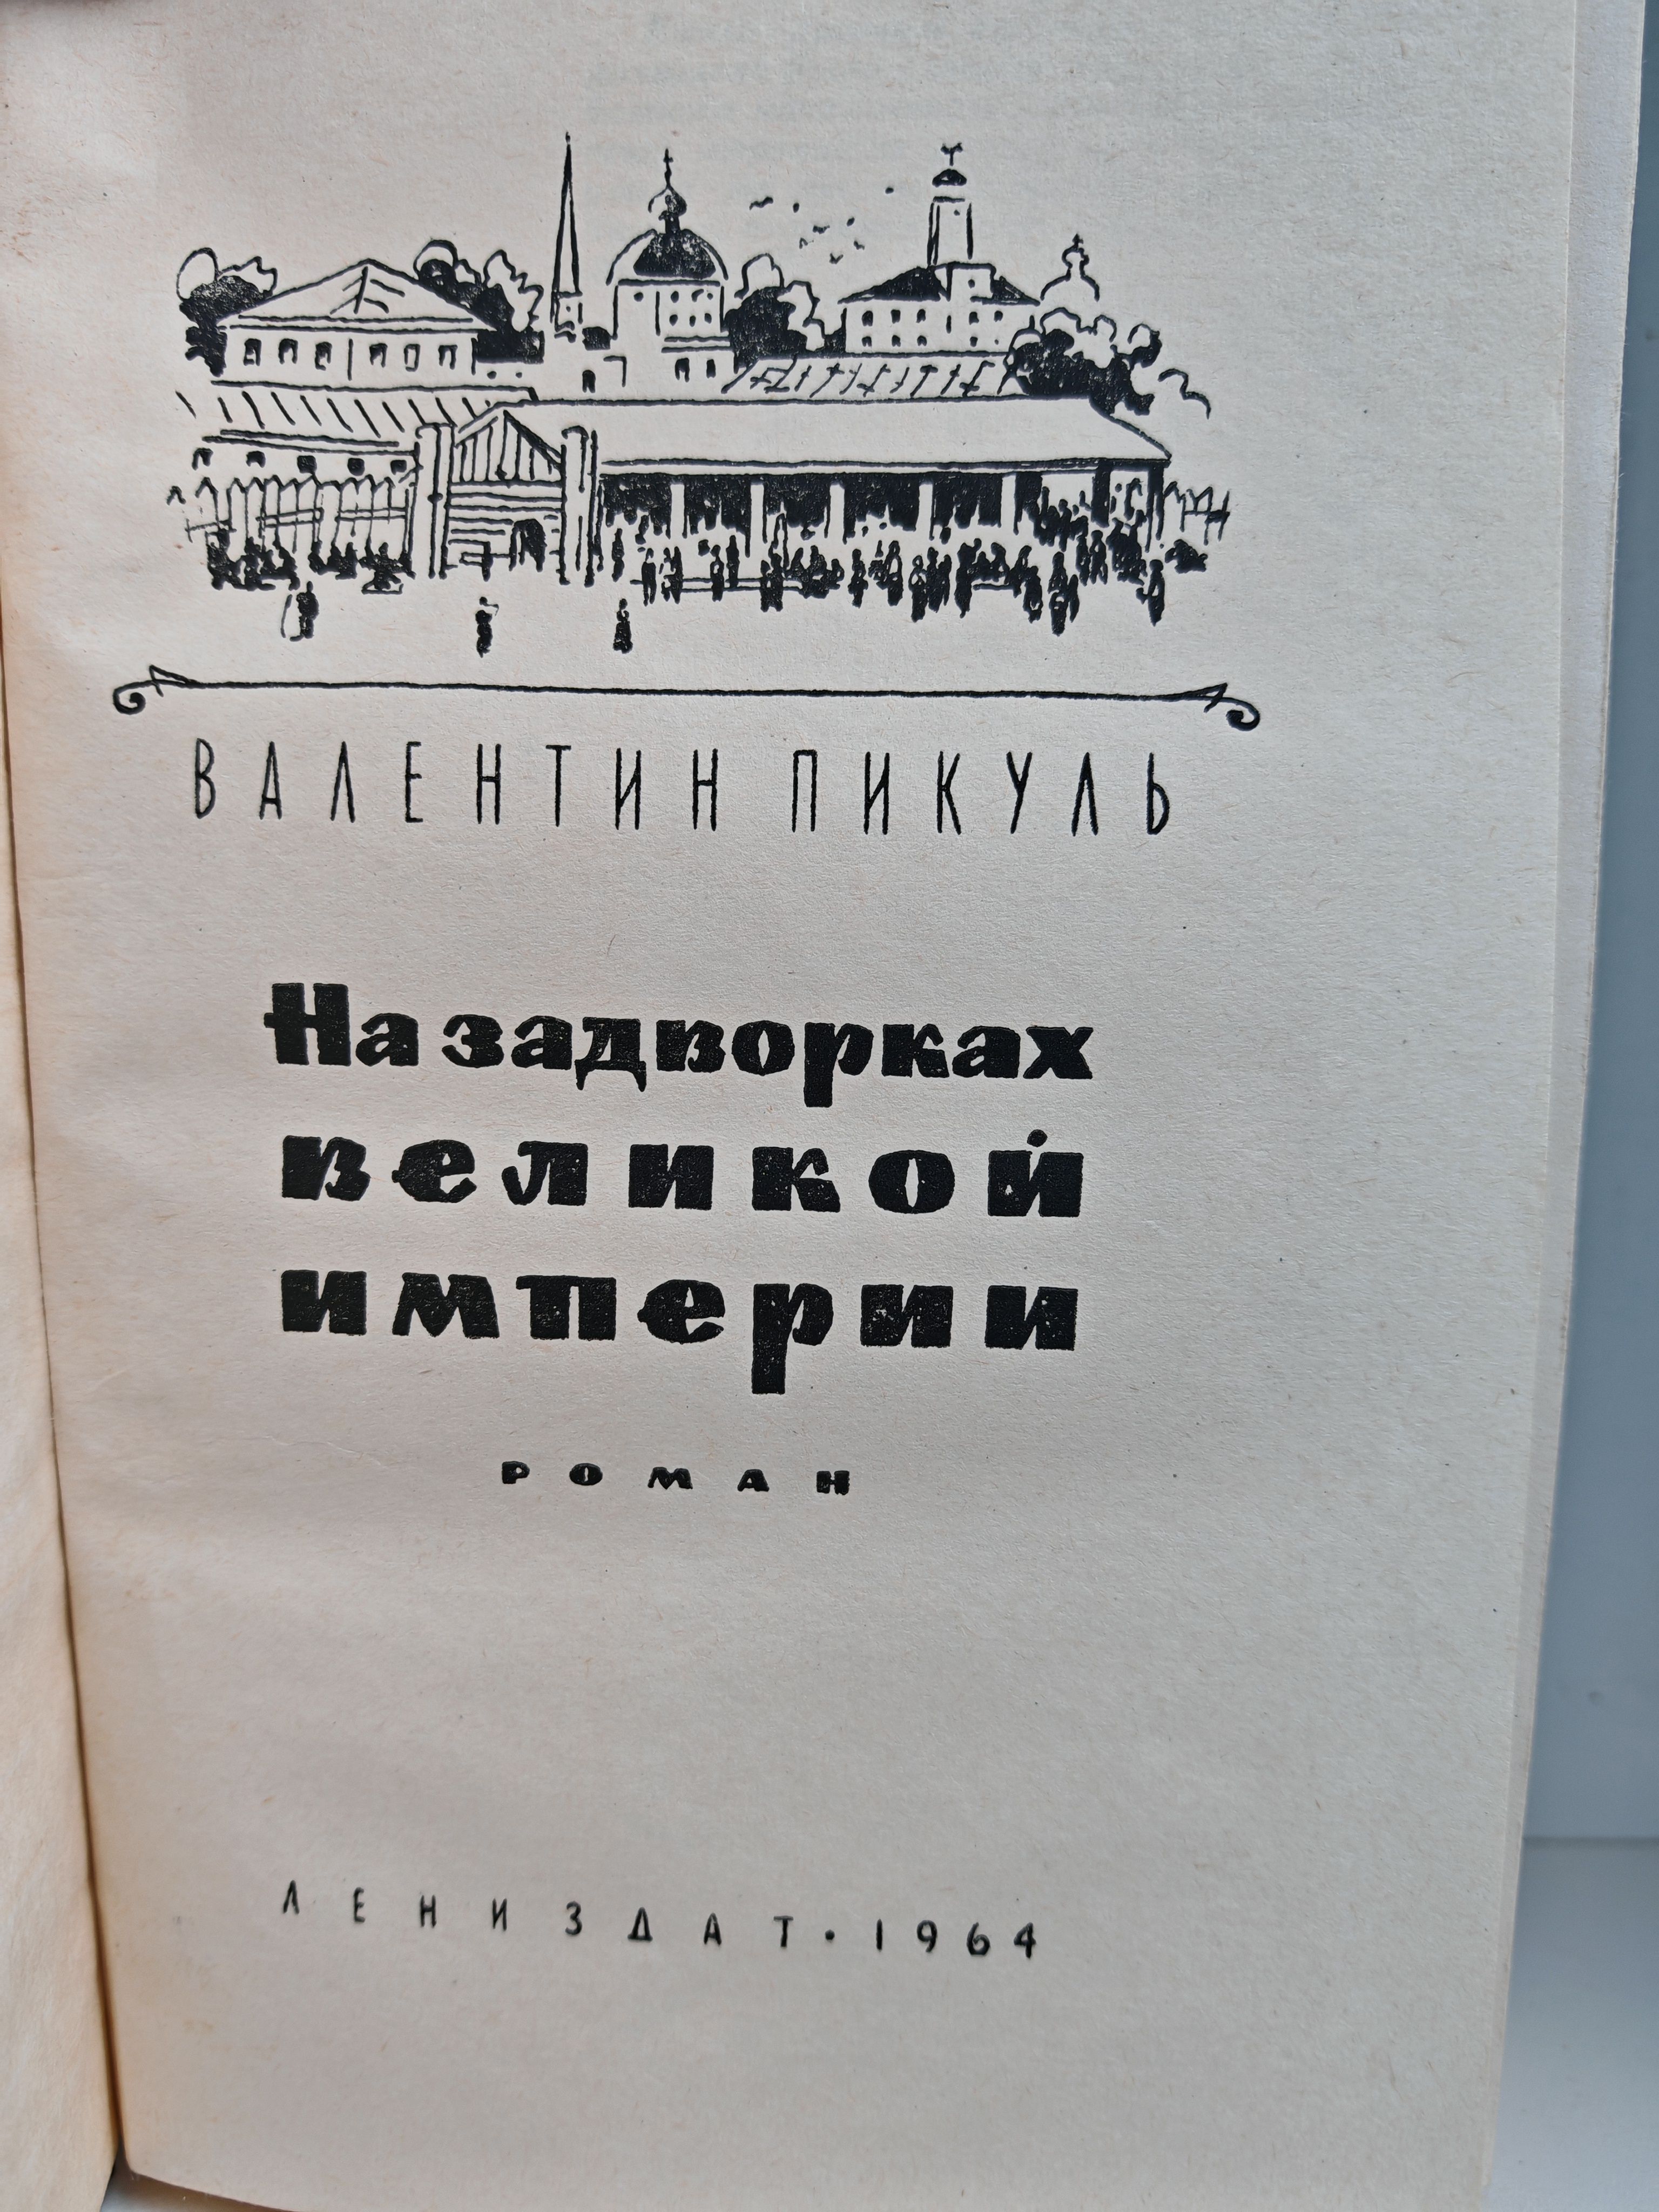 ВАЛЕНТИН ПИКУЛЬ
На задворках
великой
империи
РОМАН
ЛЕНИЗДАТ • 1964